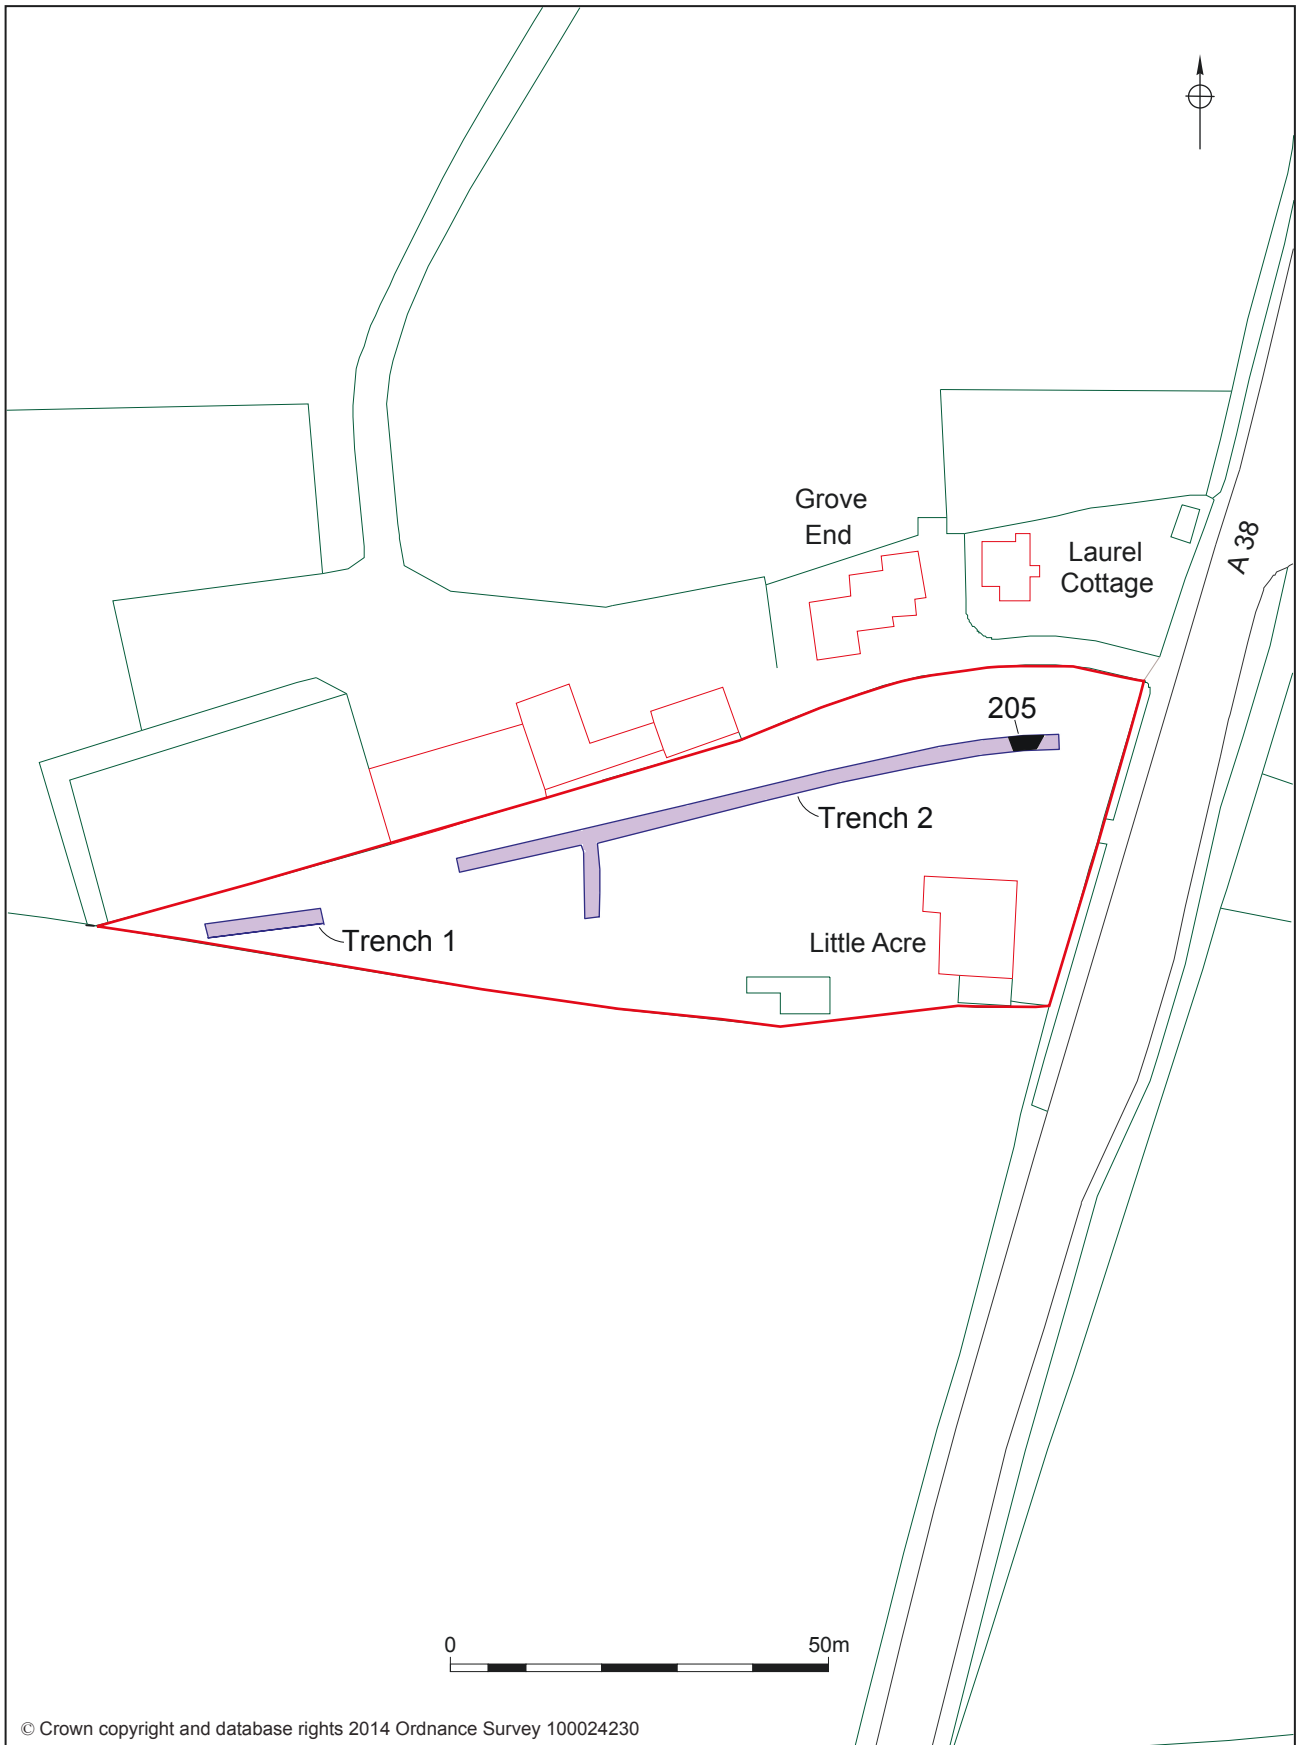 Grove
End
Laurel
Cottage
A 38
205
Trench 2
Trench 1
Little Acre
0 50m
© Crown copyright and database rights 2014 Ordnance Survey 100024230